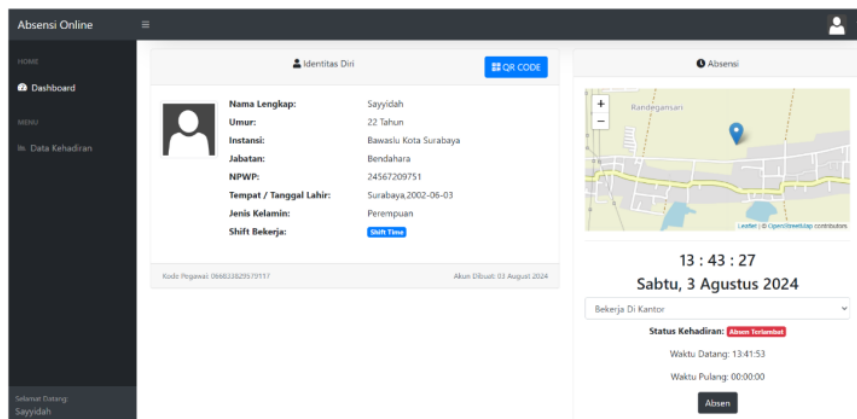 Absensi Online
HOME
Dashboard
MENU
Data Kehadiran
Selamat Datang:
Sayyidah
Identitas Diri
QR CODE
Nama Lengkap: Sayyidah
Umur: 22 Tahun
Instansi: Bawaslu Kota Surabaya
Jabatan: Bendahara
NPWP: 24567209751
Tempat / Tanggal Lahir: Surabaya,2002-06-03
Jenis Kelamin: Perempuan
Shift Bekerja: Shift Time
Kode Pegawai: 066833829579117 Akun Dibuat: 03 August 2024
Absensi
+
−
Randegansari
Leaflet | © OpenStreetMap contributors
13 : 43 : 27
Sabtu, 3 Agustus 2024
Bekerja Di Kantor
Status Kehadiran: Absen Terlambat
Waktu Datang: 13:41:53
Waktu Pulang: 00:00:00
Absen